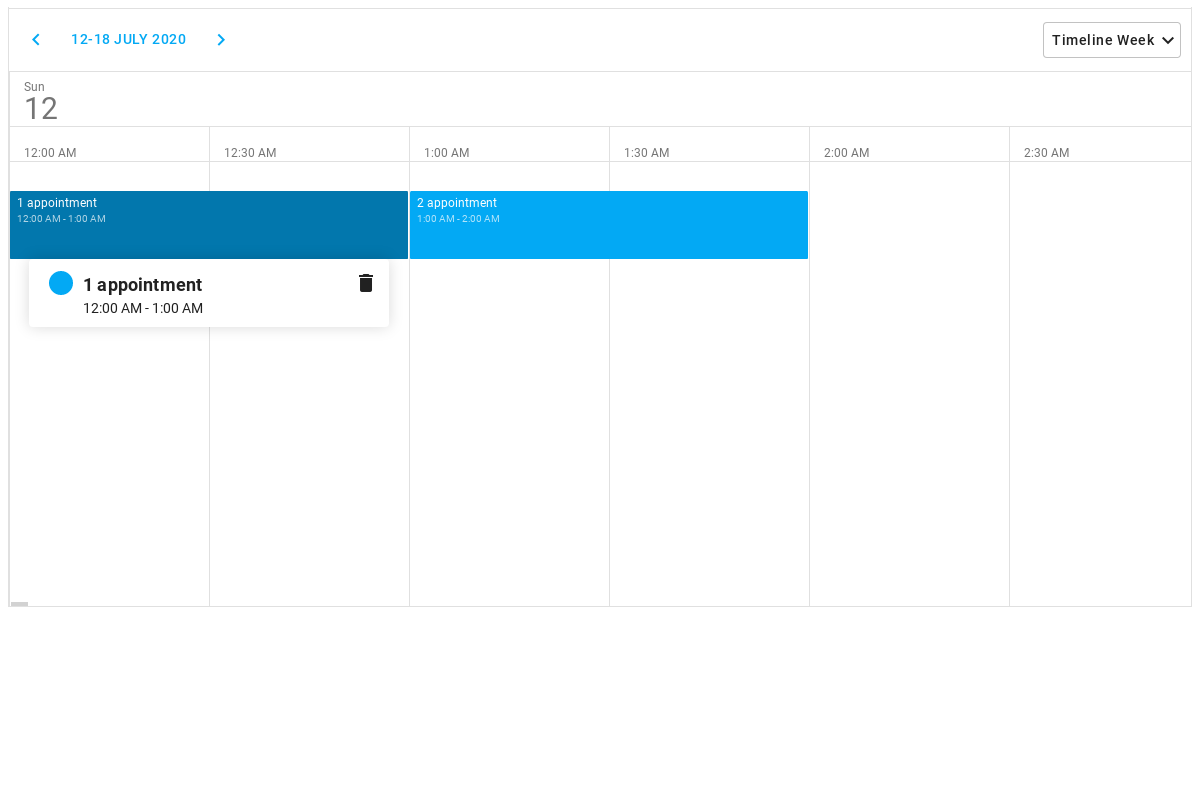 12-18 JULY 2020
Timeline Week
Sun
12
12:00 AM 12:30 AM 1:00 AM 1:30 AM 2:00 AM 2:30 AM
1 appointment
12:00 AM - 1:00 AM
2 appointment
1:00 AM - 2:00 AM
1 appointment
12:00 AM - 1:00 AM